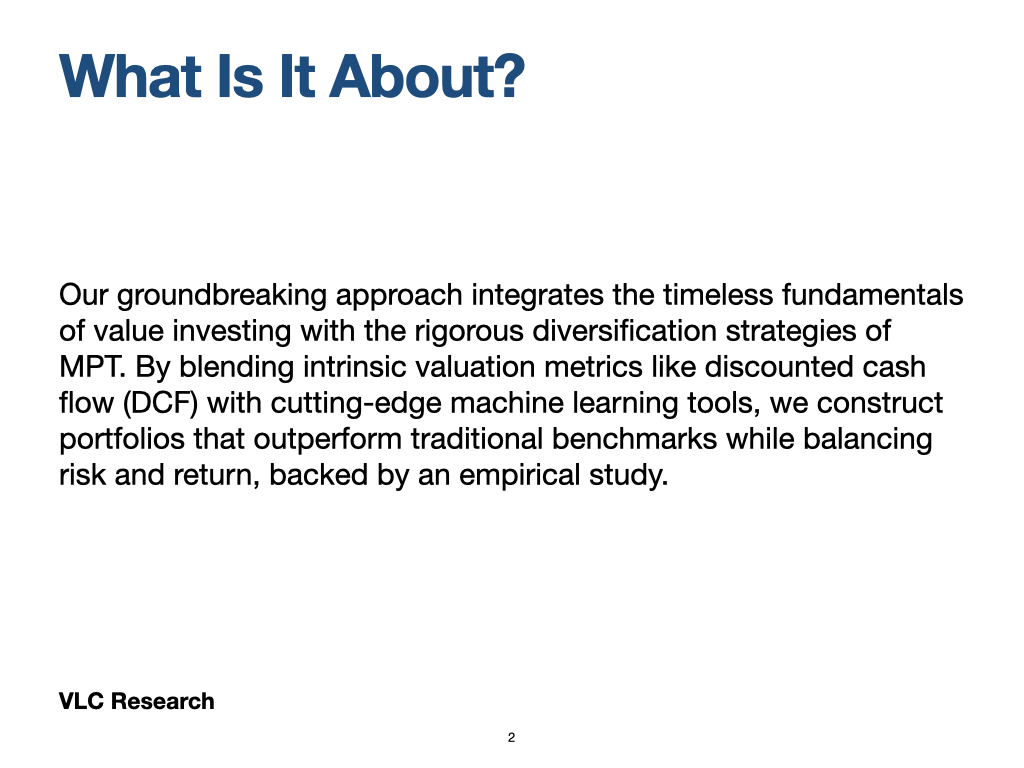 What Is It About?
Our groundbreaking approach integrates the timeless fundamentals
of value investing with the rigorous diversification strategies of
MPT. By blending intrinsic valuation metrics like discounted cash
flow (DCF) with cutting-edge machine learning tools, we construct
portfolios that outperform traditional benchmarks while balancing
risk and return, backed by an empirical study.
VLC Research
2